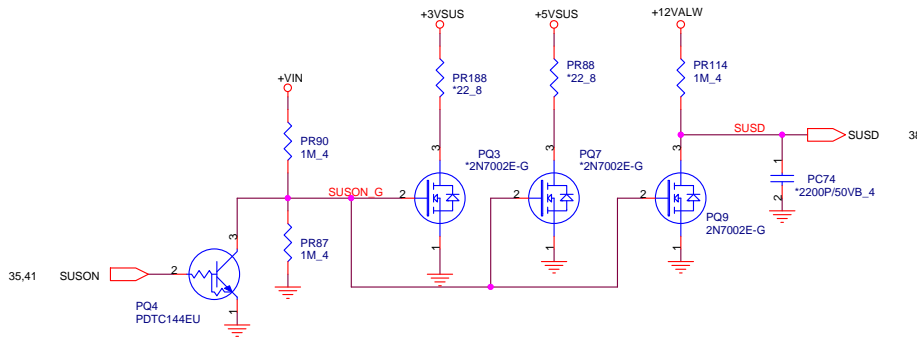 +3VSUS
+5VSUS
+12VALW
+VIN
PR188
*22_8
PR88
*22_8
PR114
1M_4
PR90
1M_4
SUSD
SUSD
38
3
3
3
1
PQ3
*2N7002E-G
PQ7
*2N7002E-G
PC74
*2200P/50VB_4
SUSON_G
2
2
2
2
PQ9
2N7002E-G
3
PR87
1M_4
1
1
1
35,41
SUSON
2
PQ4
PDTC144EU
1